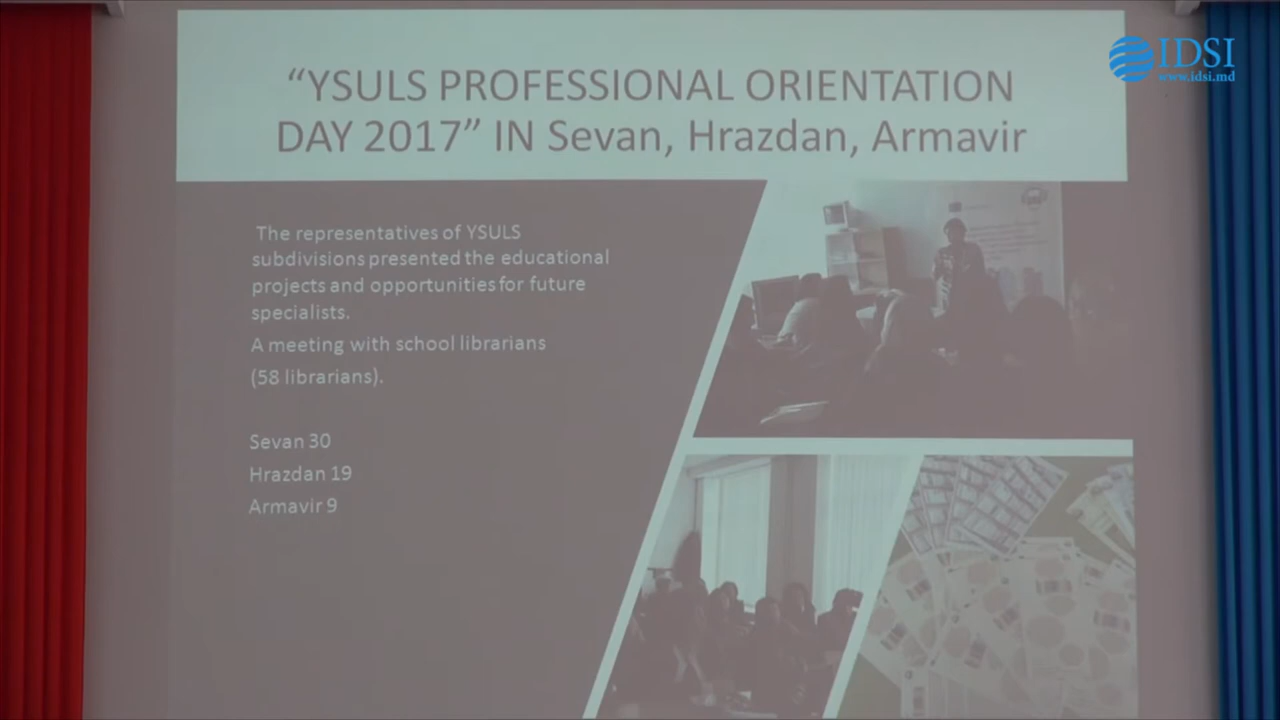 IDSI
www.idsi.md
“YSULS PROFESSIONAL ORIENTATION
DAY 2017” IN Sevan, Hrazdan, Armavir
The representatives of YSULS
subdivisions presented the educational
projects and opportunities for future
specialists.
A meeting with school librarians
(58 librarians).
Sevan 30
Hrazdan 19
Armavir 9